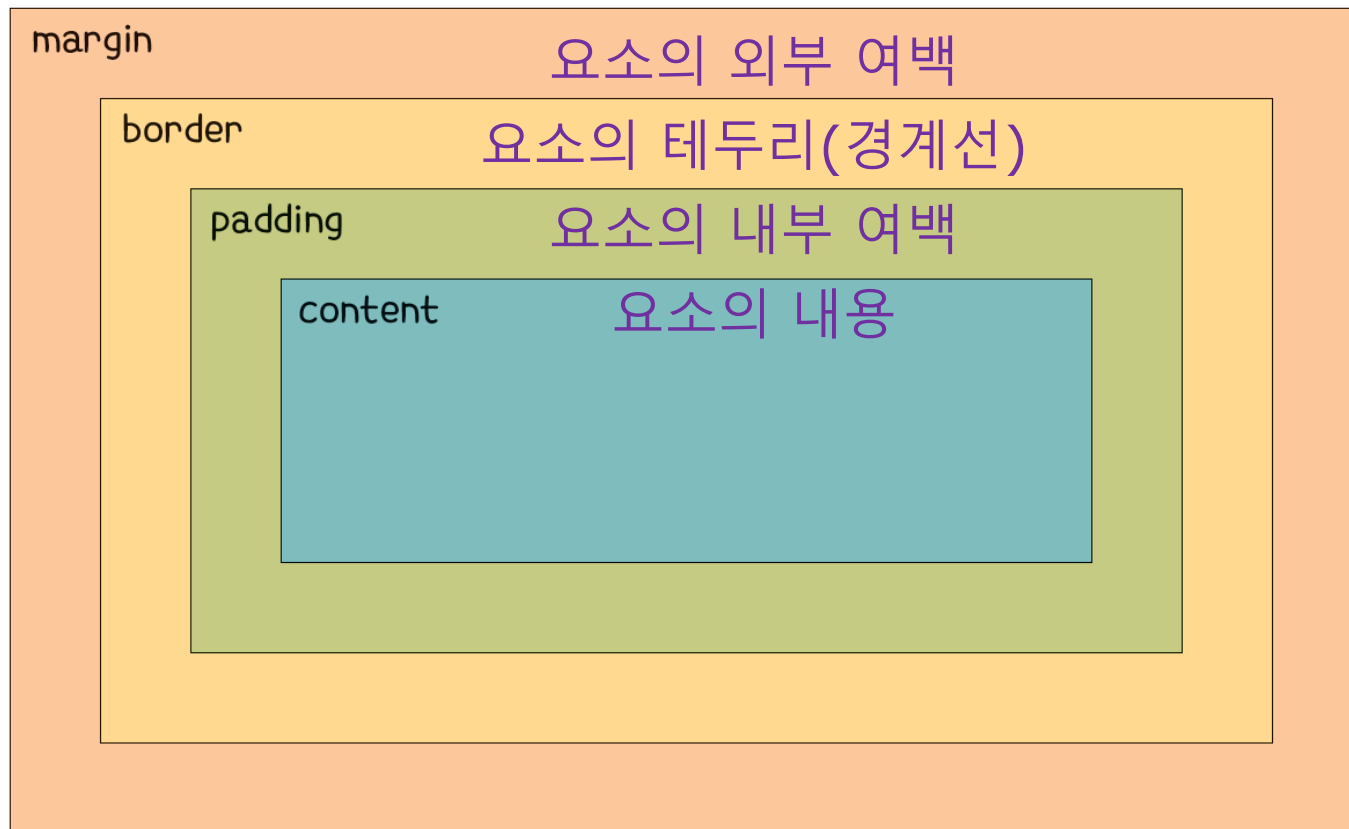 margin 요소의 외부 여백
border 요소의 테두리(경계선)
padding 요소의 내부 여백
content 요소의 내용